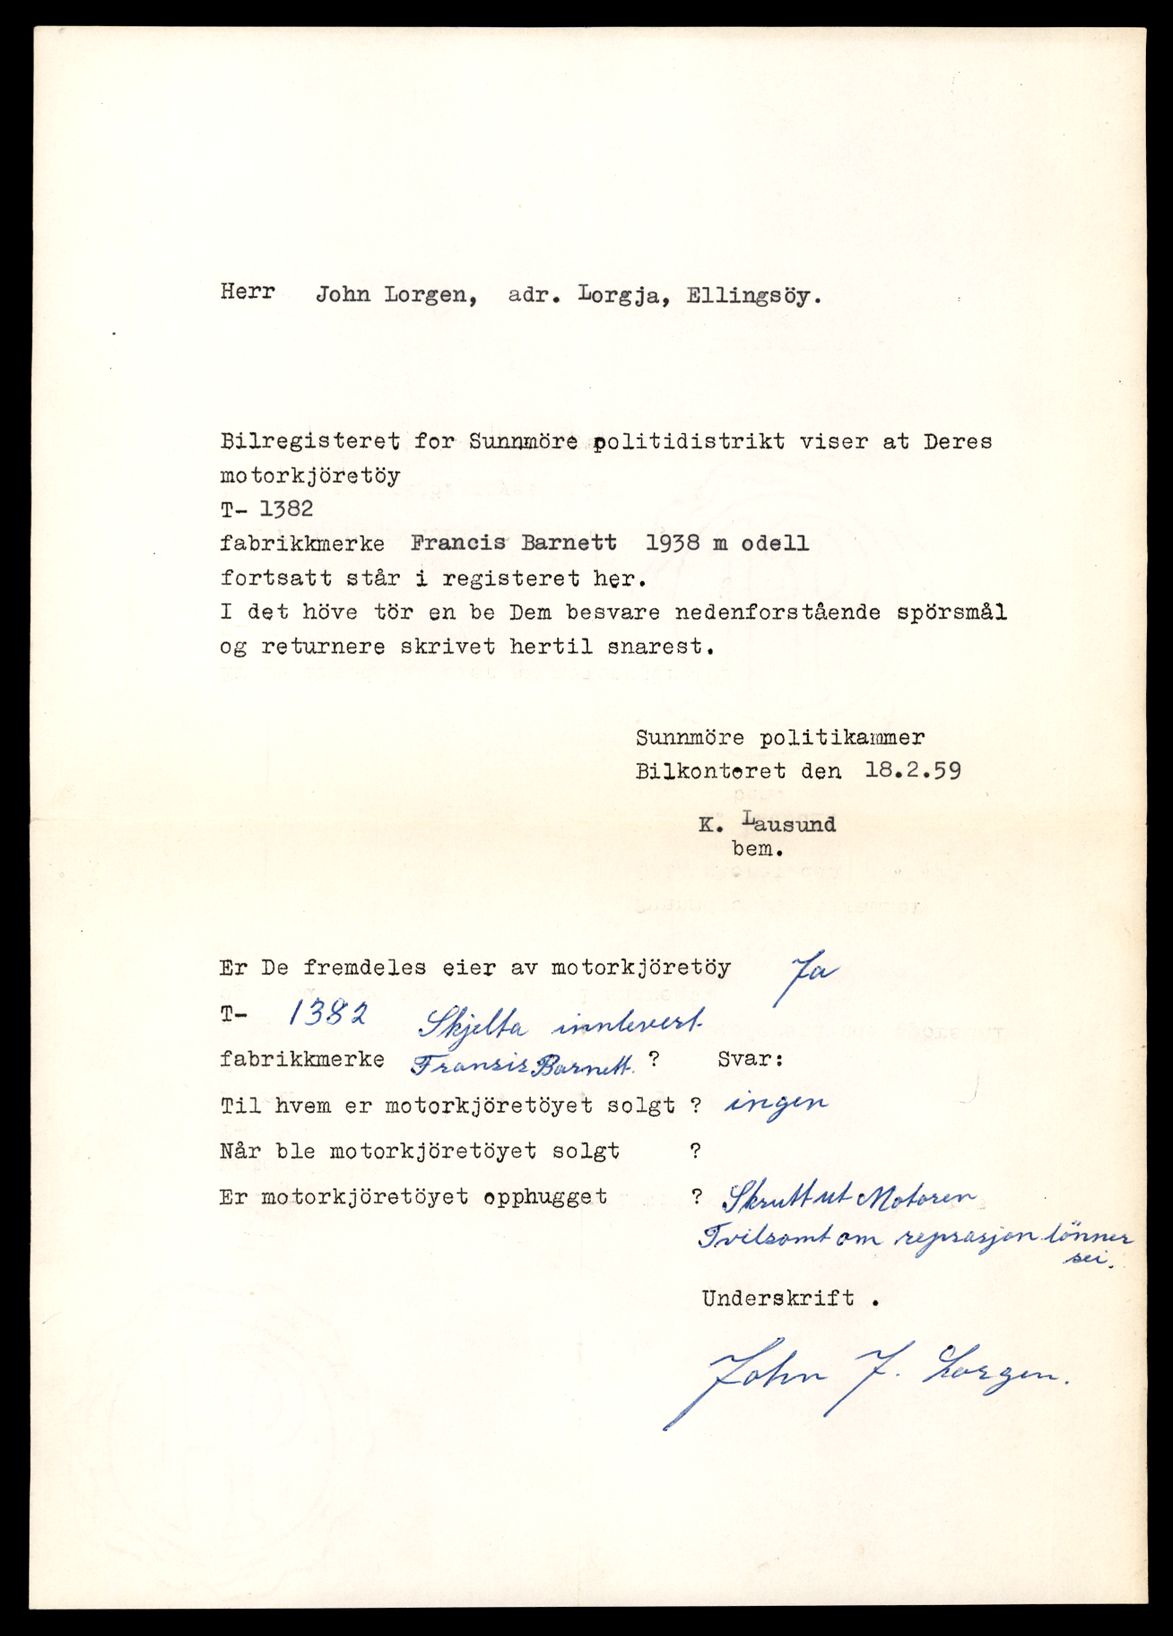 Herr John Lorgen, adr. Lorgja, Ellingsöy.
Bilregisteret for Sunnmöre politidistrikt viser at Deres
motorkjöretöy
T- 1382
fabrikkmerke Francis Barnett 1938 m odell
fortsatt står i registeret her.
I det höve tör en be Dem besvare nedenforstående spörsmål
og returnere skrivet hertil snarest.
Sunnmöre politikammer
Bilkontoret den 18.2.59
K. Lausund
bem.
Er De fremdeles eier av motorkjöretöy Ja
T- 1382 Skjelta innlevert
fabrikkmerke Fransis Barnett. ? Svar:
Til hvem er motorkjöretöyet solgt ? ingen
Når ble motorkjöretöyet solgt ?
Er motorkjöretöyet opphugget ? Skrutt ut Motoren
Tvilsomt om reprasjon lönner
sei.
Underskrift .
John J. Lorgen.